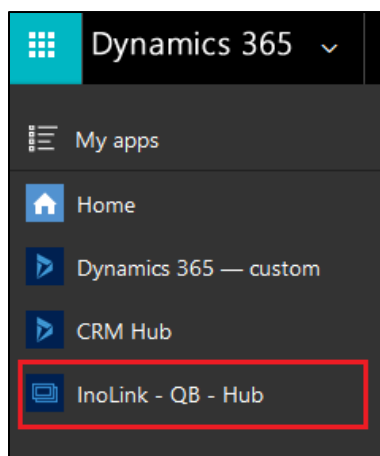 Dynamics 365
My apps
Home
Dynamics 365 — custom
CRM Hub
InoLink - QB - Hub